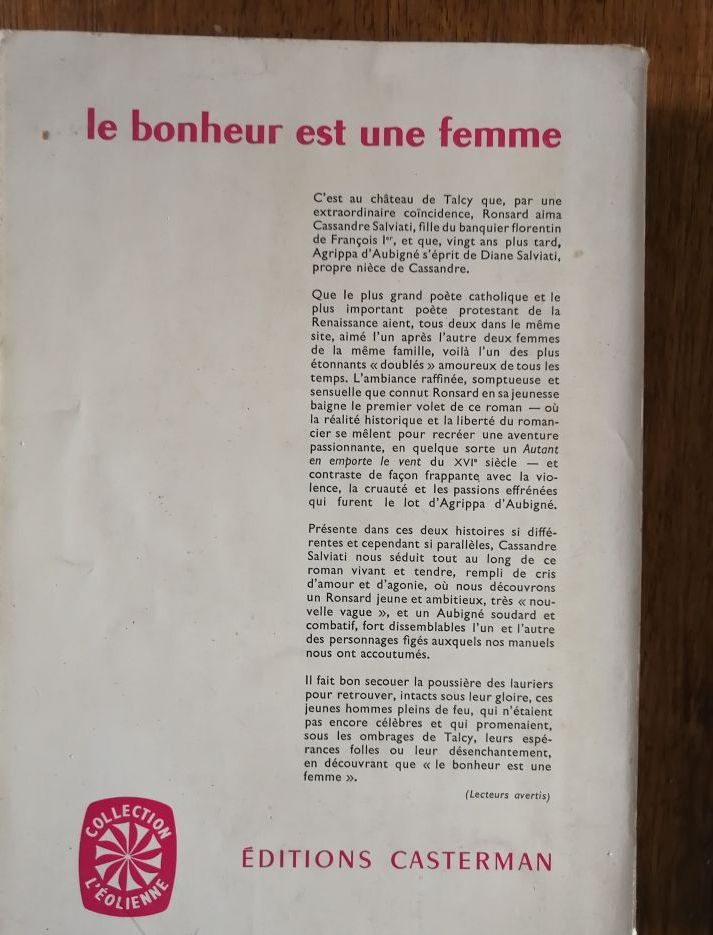 le bonheur est une femme
C'est au château de Talcy que, par une
extraordinaire coïncidence, Ronsard aima
Cassandre Salviati, fille du banquier florentin
de François Ier, et que, vingt ans plus tard,
Agrippa d'Aubigné s'éprit de Diane Salviati,
propre nièce de Cassandre.
Que le plus grand poète catholique et le
plus important poète protestant de la
Renaissance aient, tous deux dans le même
site, aimé l'un après l'autre deux femmes
de la même famille, voilà l'un des plus
étonnants « doublés » amoureux de tous les
temps. L'ambiance raffinée, somptueuse et
sensuelle que connut Ronsard en sa jeunesse
baigne le premier volet de ce roman — où
la réalité historique et la liberté du roman-
cier se mêlent pour recréer une aventure
passionnante, en quelque sorte un Autant
en emporte le vent du XVIe siècle — et
contraste de façon frappante avec la vio-
lence, la cruauté et les passions effrénées
qui furent le lot d'Agrippa d'Aubigné.
Présente dans ces deux histoires si diffé-
rentes et cependant si parallèles, Cassandre
Salviati nous séduit tout au long de ce
roman vivant et tendre, rempli de cris
d'amour et d'agonie, où nous découvrons
un Ronsard jeune et ambitieux, très « nou-
velle vague », et un Aubigné soudard et
combatif, fort dissemblables l'un et l'autre
des personnages figés auxquels nos manuels
nous ont accoutumés.
Il fait bon secouer la poussière des lauriers
pour retrouver, intacts sous leur gloire, ces
jeunes hommes pleins de feu, qui n'étaient
pas encore célèbres et qui promenaient,
sous les ombrages de Talcy, leurs espé-
rances folles ou leur désenchantement,
en découvrant que « le bonheur est une
femme ».
(Lecteurs avertis)
COLLECTION
L'ÉOLIENNE
ÉDITIONS CASTERMAN